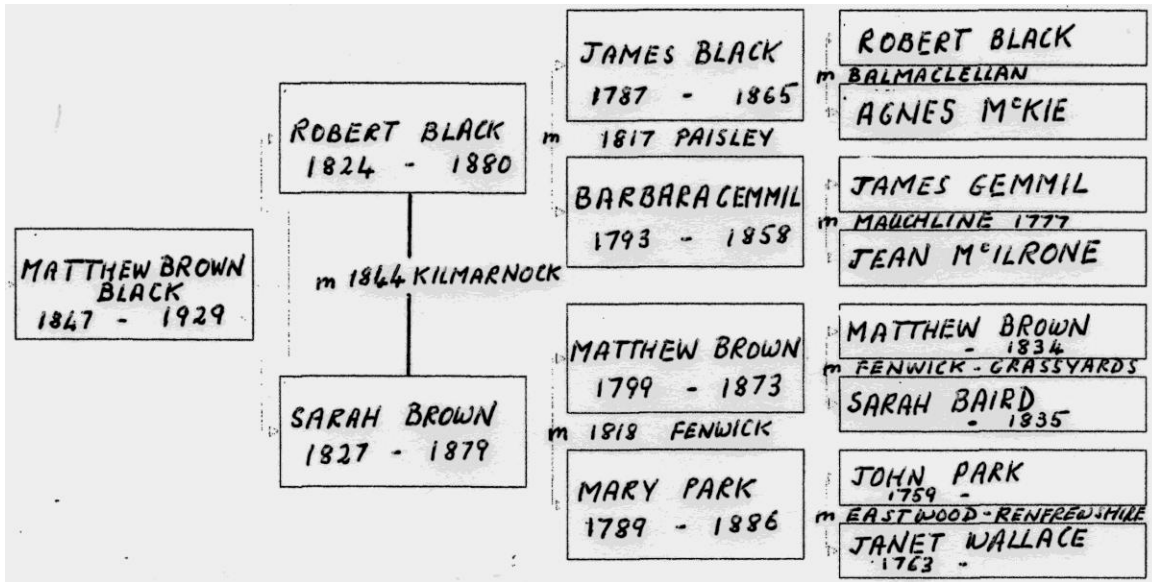 MATTHEW BROWN
BLACK
1847 - 1929
ROBERT BLACK
1824 - 1880
m 1844 KILMARNOCK
SARAH BROWN
1827 - 1879
JAMES BLACK
1787 - 1865
m 1817 PAISLEY
BARBARA GEMMIL
1793 - 1858
MATTHEW BROWN
1799 - 1873
m 1818 FENWICK
MARY PARK
1789 - 1886
ROBERT BLACK
m BALMACLELLAN
AGNES McKIE
JAMES GEMMIL
m MAUCHLINE 1777
JEAN McILRONE
MATTHEW BROWN
- 1834
m FENWICK - GRASSYARDS
SARAH BAIRD
- 1835
JOHN PARK
1759 -
m EASTWOOD - RENFREWSHIRE
JANET WALLACE
1763 -